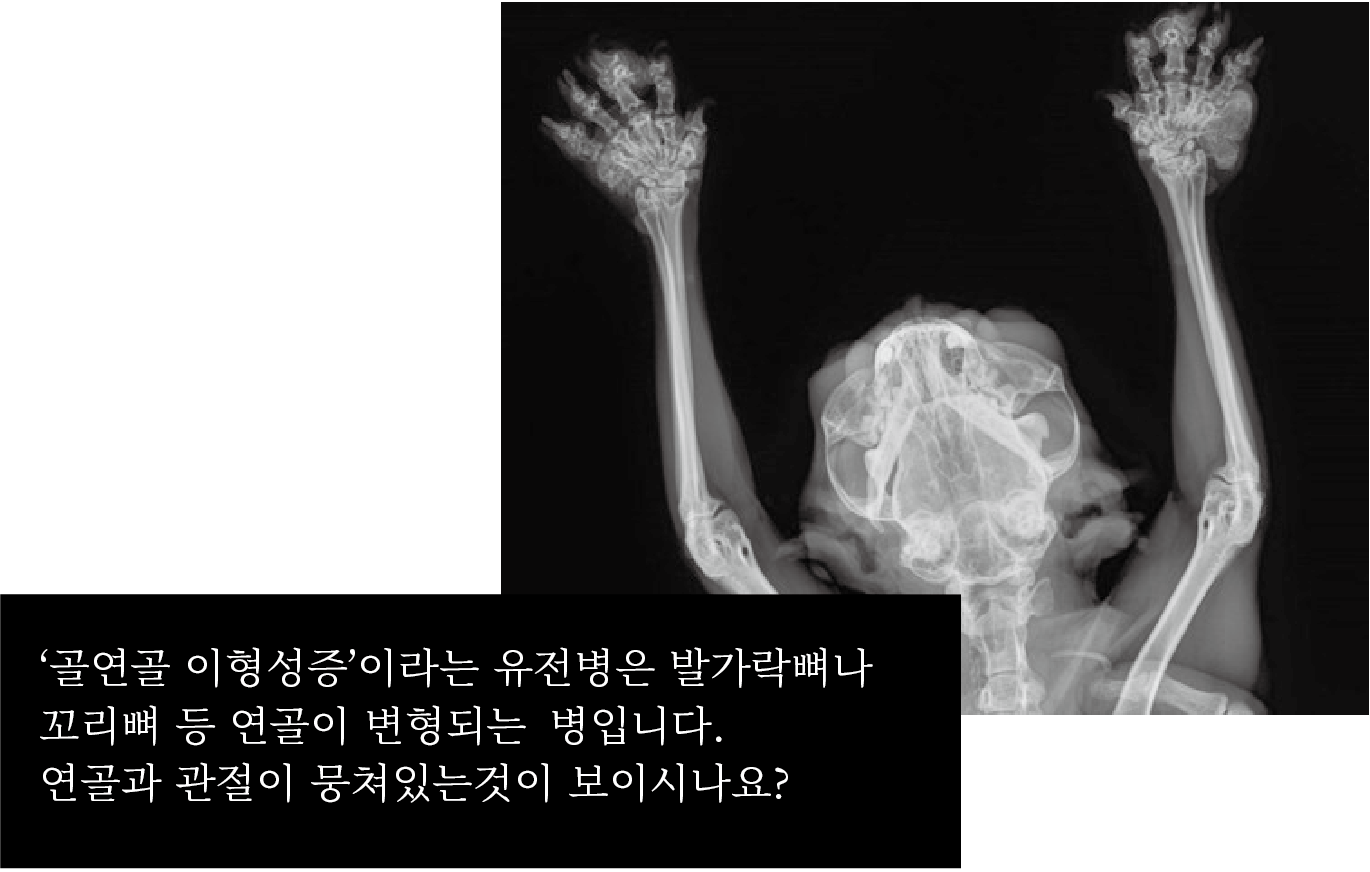 ‘골연골 이형성증’이라는 유전병은 발가락뼈나
꼬리뼈 등 연골이 변형되는  병입니다.
연골과 관절이 뭉쳐있는것이 보이시나요?